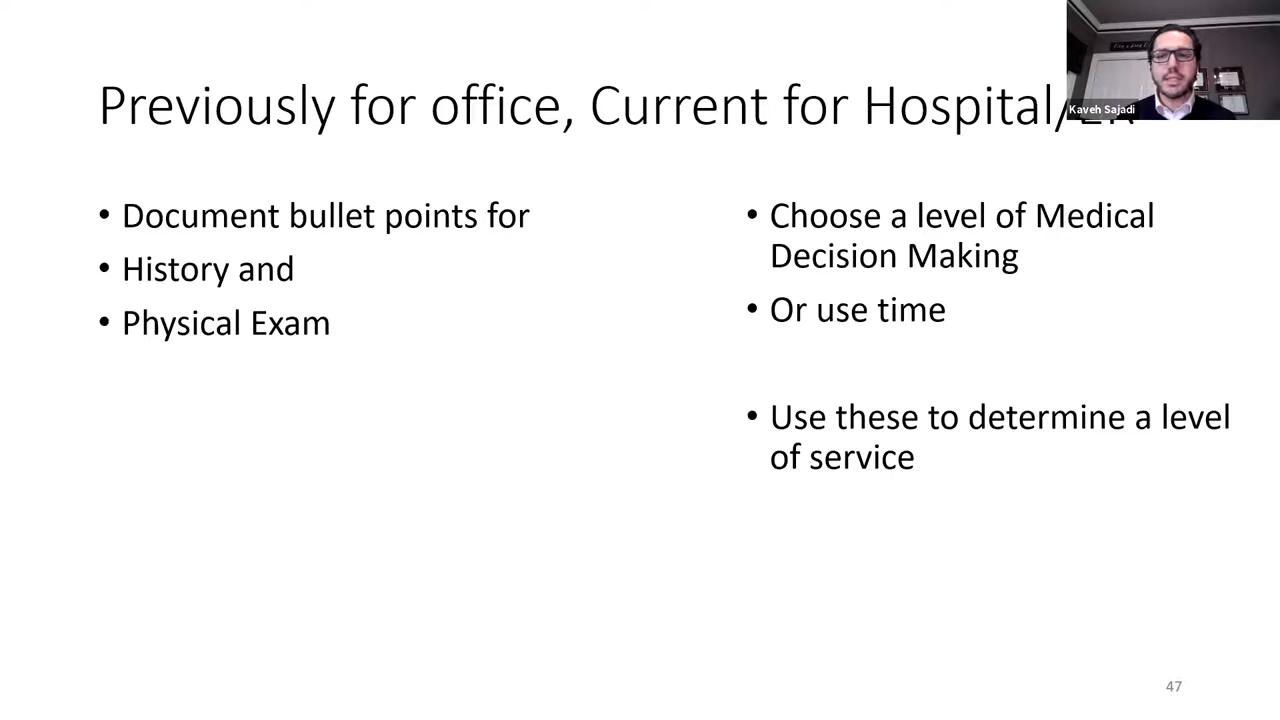 Previously for office, Current for Hospital/ER
Kaveh Sajadi
• Document bullet points for
• History and
• Physical Exam
• Choose a level of Medical
Decision Making
• Or use time
• Use these to determine a level
of service
47